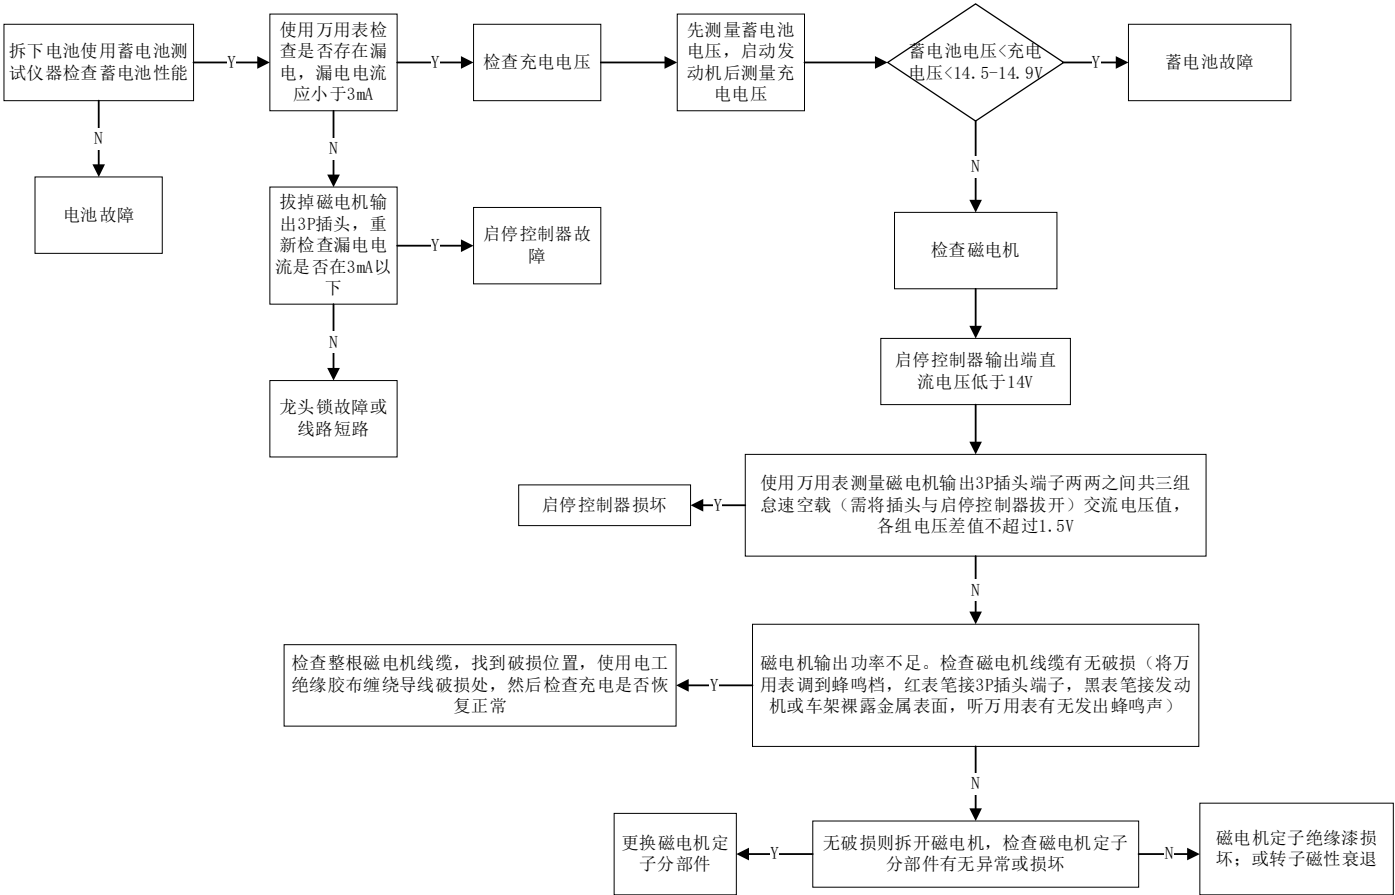 拆下电池使用蓄电池测
试仪器检查蓄电池性能
Y
使用万用表检
查是否存在漏
电，漏电电流
应小于3mA
Y
检查充电电压
先测量蓄电池
电压，启动发
动机后测量充
电电压
蓄电池电压<充电
电压<14.5-14.9V
Y
蓄电池故障
N
电池故障
N
拔掉磁电机输
出3P插头，重
新检查漏电电
流是否在3mA以
下
Y
启停控制器故
障
N
龙头锁故障或
线路短路
N
检查磁电机
启停控制器输出端直
流电压低于14V
使用万用表测量磁电机输出3P插头端子两两之间共三组
怠速空载（需将插头与启停控制器拔开）交流电压值，
各组电压差值不超过1.5V
Y
启停控制器损坏
N
磁电机输出功率不足。检查磁电机线缆有无破损（将万
用表调到蜂鸣档，红表笔接3P插头端子，黑表笔接发动
机或车架裸露金属表面，听万用表有无发出蜂鸣声）
Y
检查整根磁电机线缆，找到破损位置，使用电工
绝缘胶布缠绕导线破损处，然后检查充电是否恢
复正常
N
无破损则拆开磁电机，检查磁电机定子
分部件有无异常或损坏
Y
更换磁电机定
子分部件
N
磁电机定子绝缘漆损
坏；或转子磁性衰退